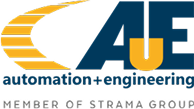 AuE
automation+engineering
MEMBER OF STRAMA GROUP